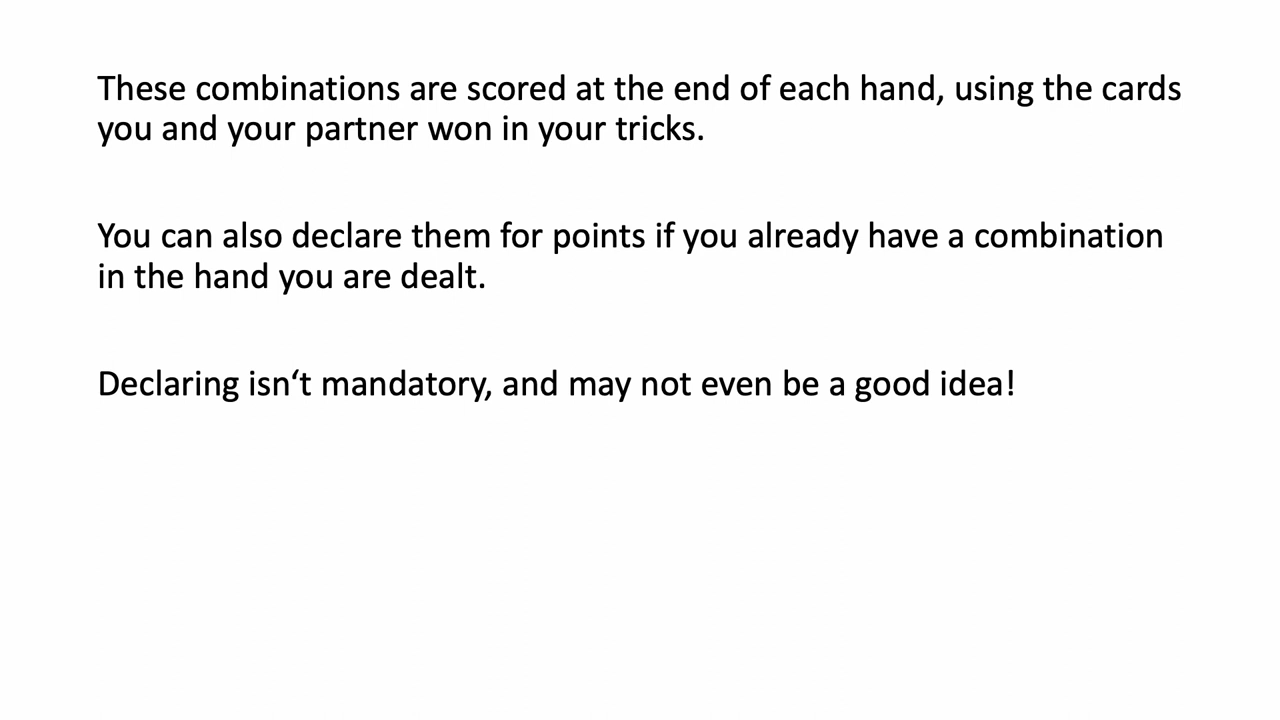 These combinations are scored at the end of each hand, using the cards
you and your partner won in your tricks.
You can also declare them for points if you already have a combination
in the hand you are dealt.
Declaring isn‘t mandatory, and may not even be a good idea!